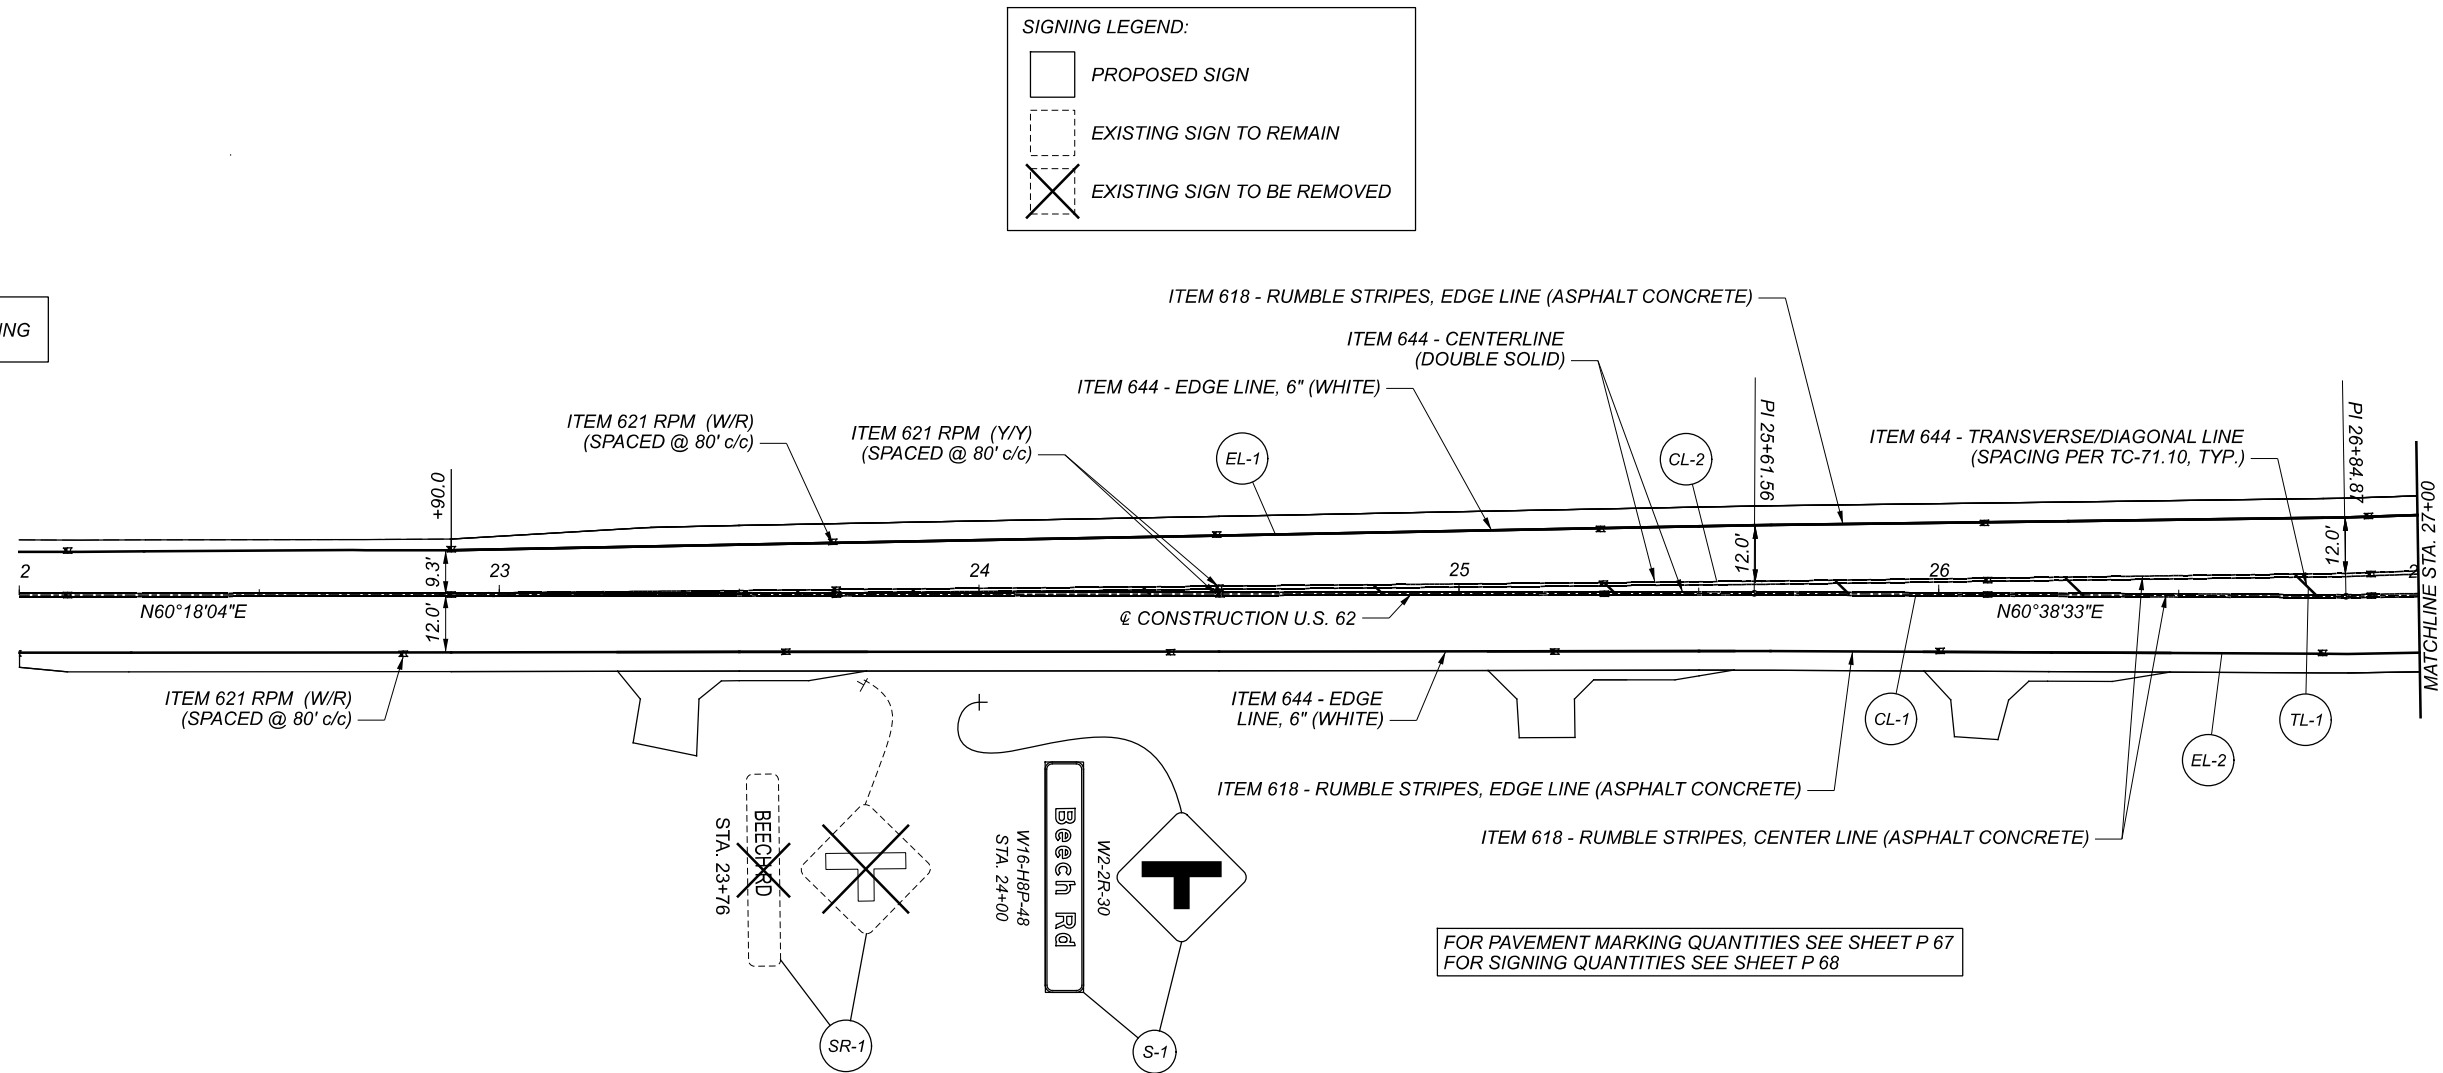 SIGNING LEGEND:
PROPOSED SIGN
EXISTING SIGN TO REMAIN
EXISTING SIGN TO BE REMOVED
ING
ITEM 618 - RUMBLE STRIPES, EDGE LINE (ASPHALT CONCRETE)
ITEM 644 - CENTERLINE
(DOUBLE SOLID)
ITEM 644 - EDGE LINE, 6" (WHITE)
ITEM 621 RPM (W/R)
(SPACED @ 80' c/c)
ITEM 621 RPM (Y/Y)
(SPACED @ 80' c/c)
EL-1
CL-2
PI 25+61.56
ITEM 644 - TRANSVERSE/DIAGONAL LINE
(SPACING PER TC-71.10, TYP.)
PI 26+84.87
MATCHLINE STA. 27+00
+90.0
9.3'
12.0'
12.0'
12.0'
2
23
24
25
26
2
N60°18'04"E
℄ CONSTRUCTION U.S. 62
N60°38'33"E
ITEM 621 RPM (W/R)
(SPACED @ 80' c/c)
ITEM 644 - EDGE
LINE, 6" (WHITE)
CL-1
TL-1
EL-2
ITEM 618 - RUMBLE STRIPES, EDGE LINE (ASPHALT CONCRETE)
ITEM 618 - RUMBLE STRIPES, CENTER LINE (ASPHALT CONCRETE)
BEECH RD
STA. 23+76
SR-1
W2-2R-30
Beech Rd
W16-H8P-48
STA. 24+00
S-1
FOR PAVEMENT MARKING QUANTITIES SEE SHEET P 67
FOR SIGNING QUANTITIES SEE SHEET P 68